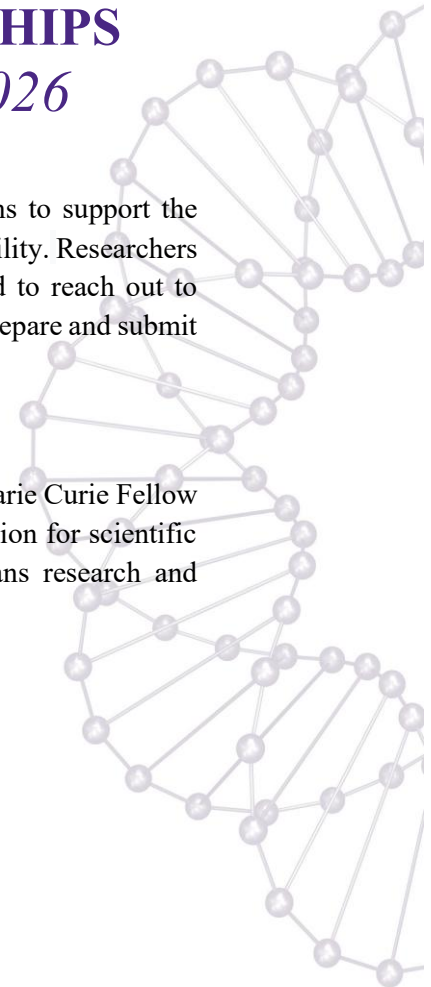 HIPS
026
ns to support the
ility. Researchers
d to reach out to
epare and submit
arie Curie Fellow
ion for scientific
ans research and